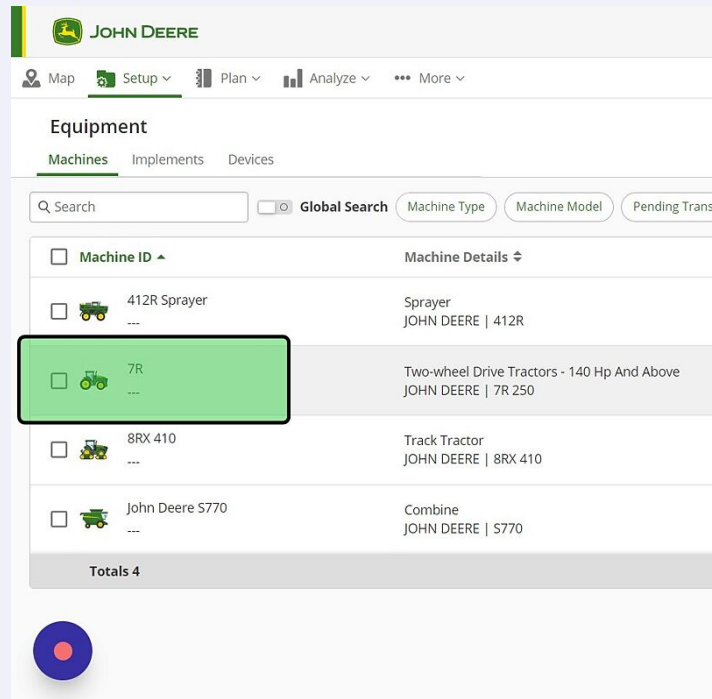 JOHN DEERE
Map Setup Plan Analyze ••• More
Equipment
Machines Implements Devices
Search Global Search Machine Type Machine Model Pending Trans
Machine ID Machine Details
412R Sprayer Sprayer
--- JOHN DEERE | 412R
7R Two-wheel Drive Tractors - 140 Hp And Above
--- JOHN DEERE | 7R 250
8RX 410 Track Tractor
--- JOHN DEERE | 8RX 410
John Deere S770 Combine
--- JOHN DEERE | S770
Totals 4